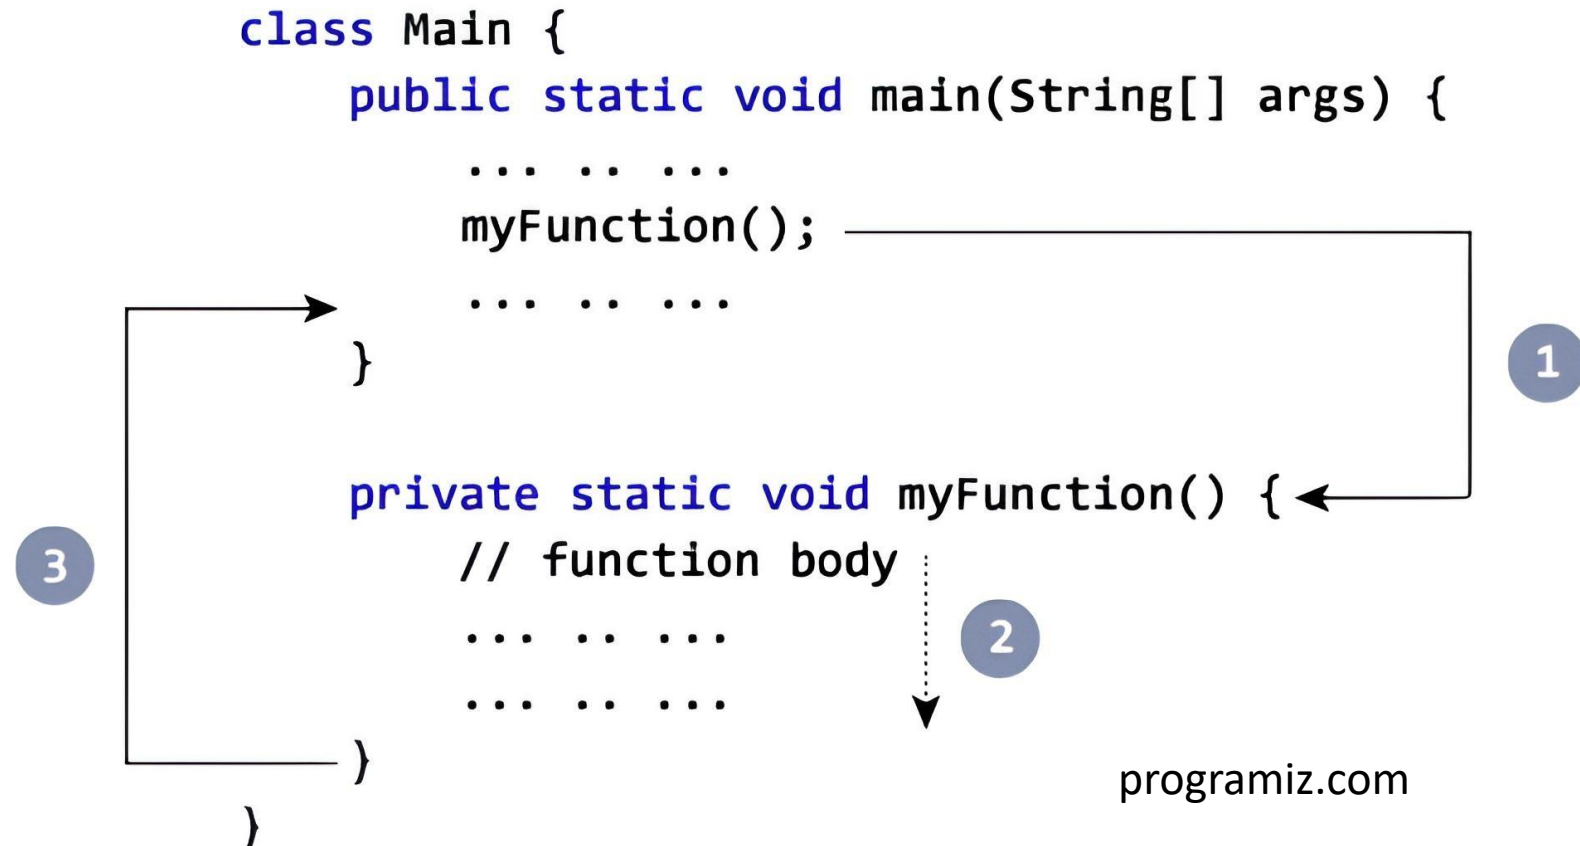 class Main {
public static void main(String[] args) {
... .. ...
myFunction();
... .. ...
}
1
private static void myFunction() {
// function body
3
... .. ...
2
... .. ...
}
programiz.com
}